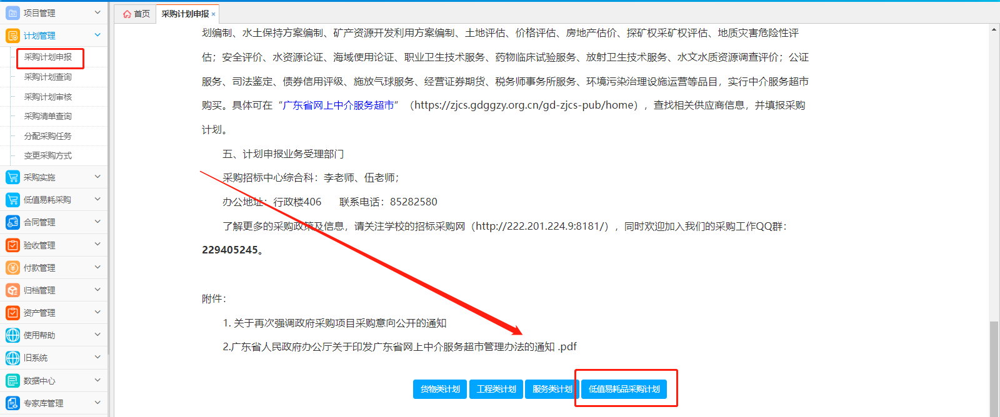 项目管理
计划管理
采购计划申报
采购计划查询
采购计划审核
采购清单查询
分配采购任务
变更采购方式
采购实施
低值易耗采购
合同管理
验收管理
付款管理
归档管理
资产管理
使用帮助
旧系统
数据中心
专家库管理
首页
采购计划申报 ×
划编制、水土保持方案编制、矿产资源开发利用方案编制、土地评估、价格评估、房地产估价、探矿权采矿权评估、地质灾害危险性评
估；安全评价、水资源论证、海域使用论证、职业卫生技术服务、药物临床试验服务、放射卫生技术服务、水文水质资源调查评价；公证
服务、司法鉴定、债券信用评级、施放气球服务、经营证券期货、税务师事务所服务、环境污染治理设施运营等品目，实行中介服务超市
购买。具体可在“广东省网上中介服务超市”（https://zjcs.gdggzy.org.cn/gd-zjcs-pub/home），查找相关供应商信息，并填报采购
计划。
五、计划申报业务受理部门
采购招标中心综合科：李老师、伍老师；
办公地址：行政楼406 联系电话：85282580
了解更多的采购政策及信息，请关注学校的招标采购网（http://222.201.224.9:8181/），同时欢迎加入我们的采购工作QQ群：
229405245。
附件：
1. 关于再次强调政府采购项目采购意向公开的通知
2.广东省人民政府办公厅关于印发广东省网上中介服务超市管理办法的通知 .pdf
货物类计划 工程类计划 服务类计划 低值易耗品采购计划